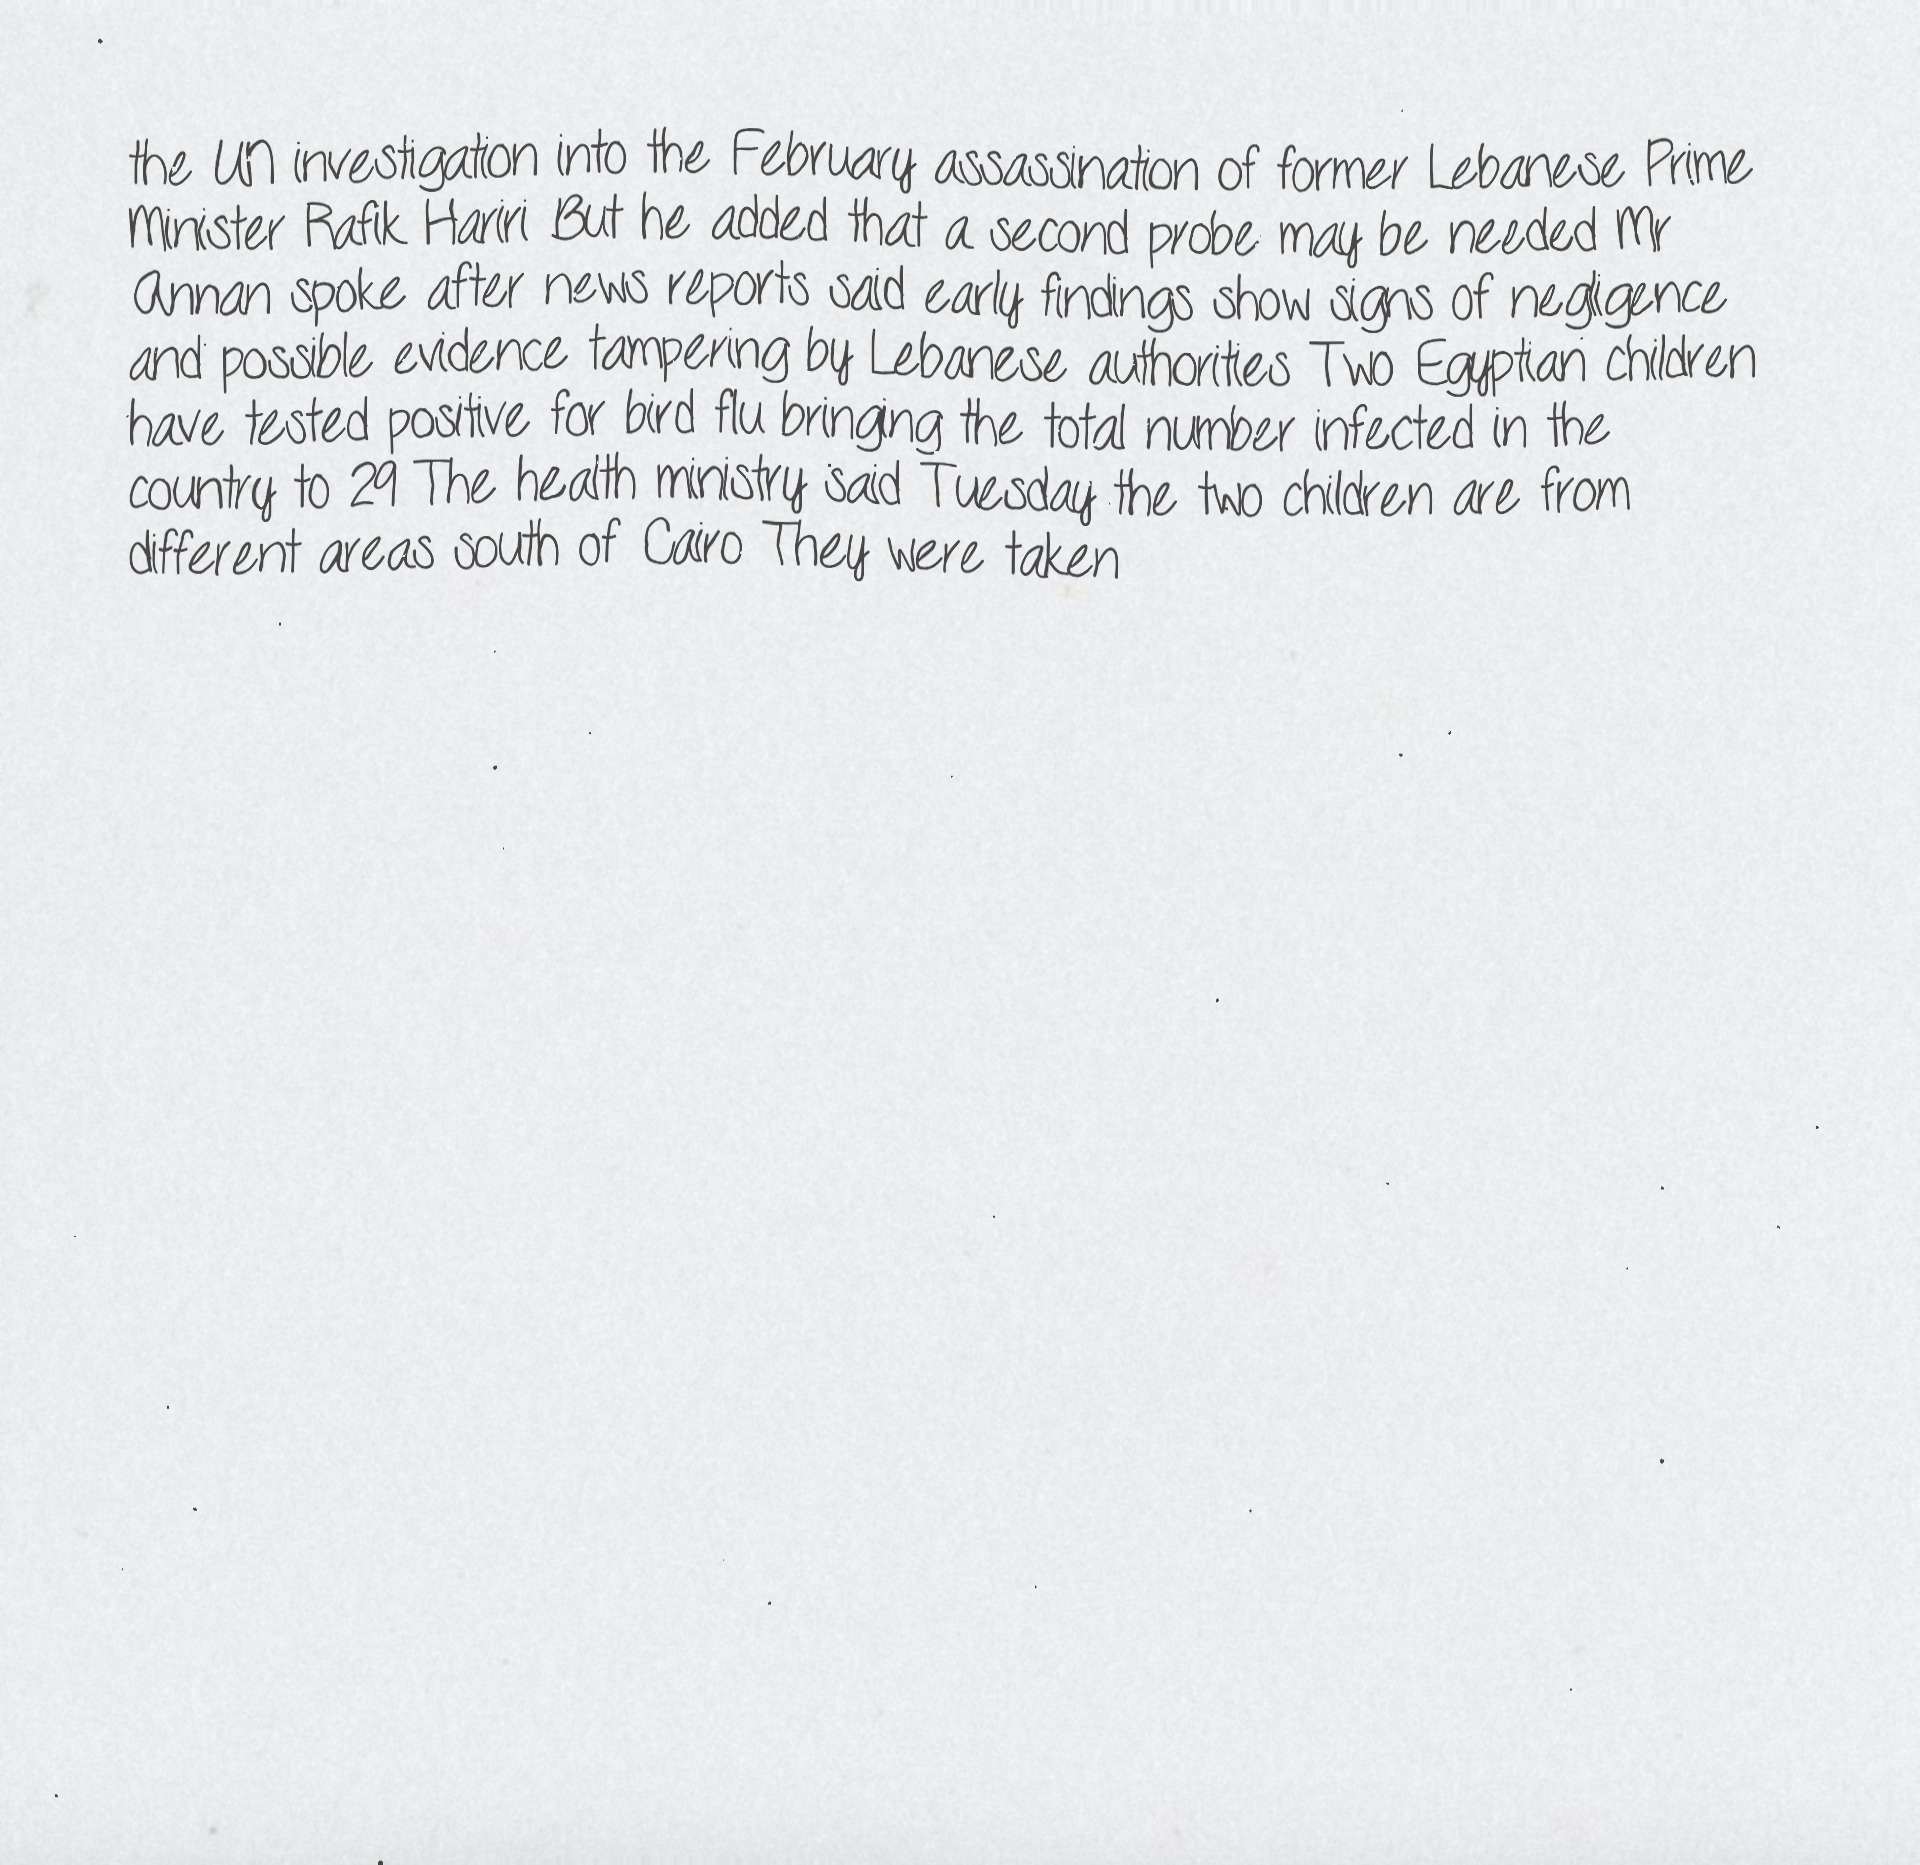 the UN investigation into the February assassination of former Lebanese Prime
Minister Rafik Hariri But he added that a second probe may be needed Mr
Annan spoke after news reports said early findings show signs of negligence
and possible evidence tampering by Lebanese authorities Two Egyptian children
have tested positive for bird flu bringing the total number infected in the
country to 29 The health ministry said Tuesday the two children are from
different areas south of Cairo They were taken